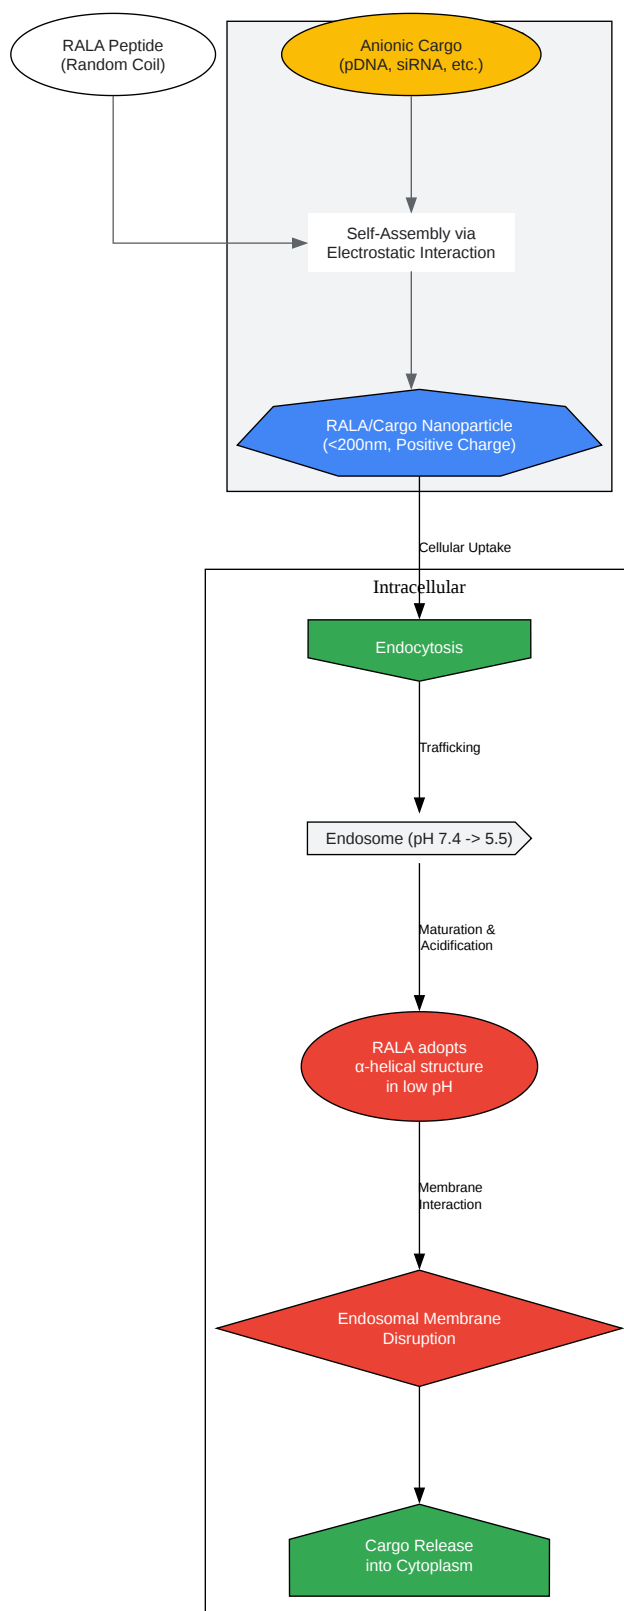 RALA Peptide
(Random Coil)
Anionic Cargo
(pDNA, siRNA, etc.)
Self-Assembly via
Electrostatic Interaction
RALA/Cargo Nanoparticle
(<200nm, Positive Charge)
Cellular Uptake
Intracellular
Endocytosis
Trafficking
Endosome (pH 7.4 -> 5.5)
Maturation &
Acidification
RALA adopts
α-helical structure
in low pH
Membrane
Interaction
Endosomal Membrane
Disruption
Cargo Release
into Cytoplasm